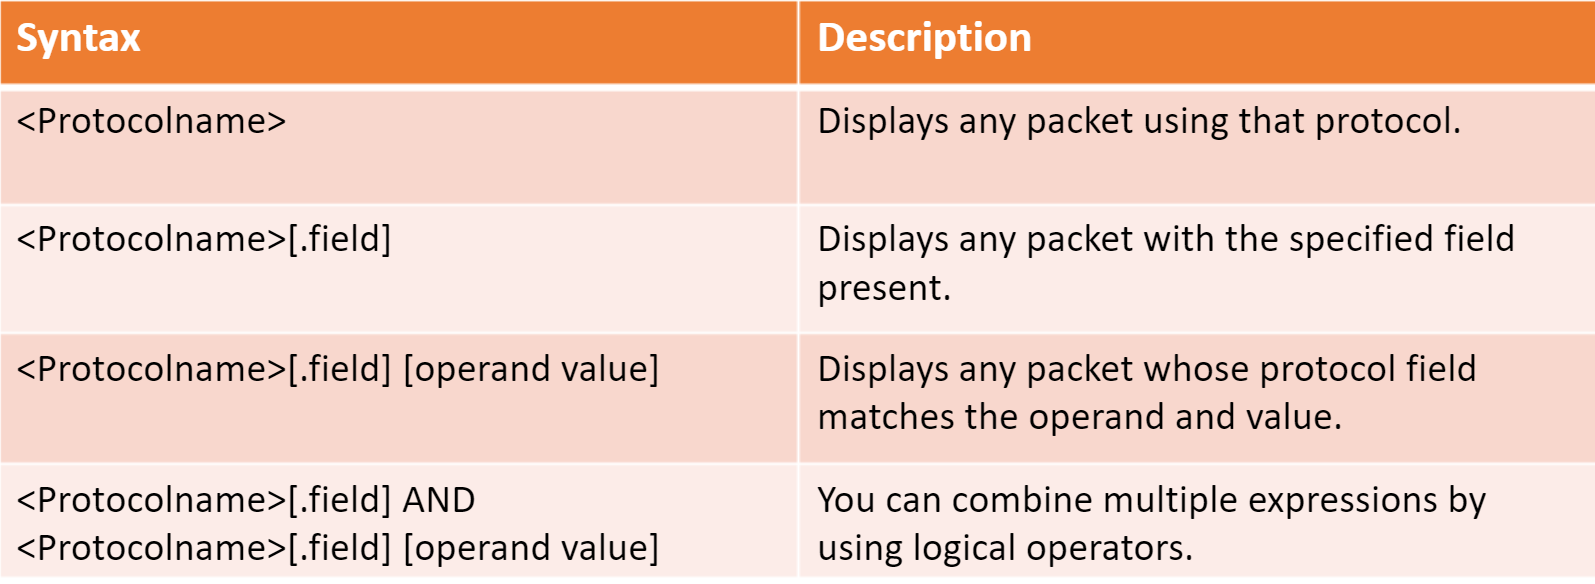 Syntax
Description
<Protocolname>
Displays any packet using that protocol.
<Protocolname>[.field]
Displays any packet with the specified field
present.
<Protocolname>[.field] [operand value]
Displays any packet whose protocol field
matches the operand and value.
<Protocolname>[.field] AND
<Protocolname>[.field] [operand value]
You can combine multiple expressions by
using logical operators.